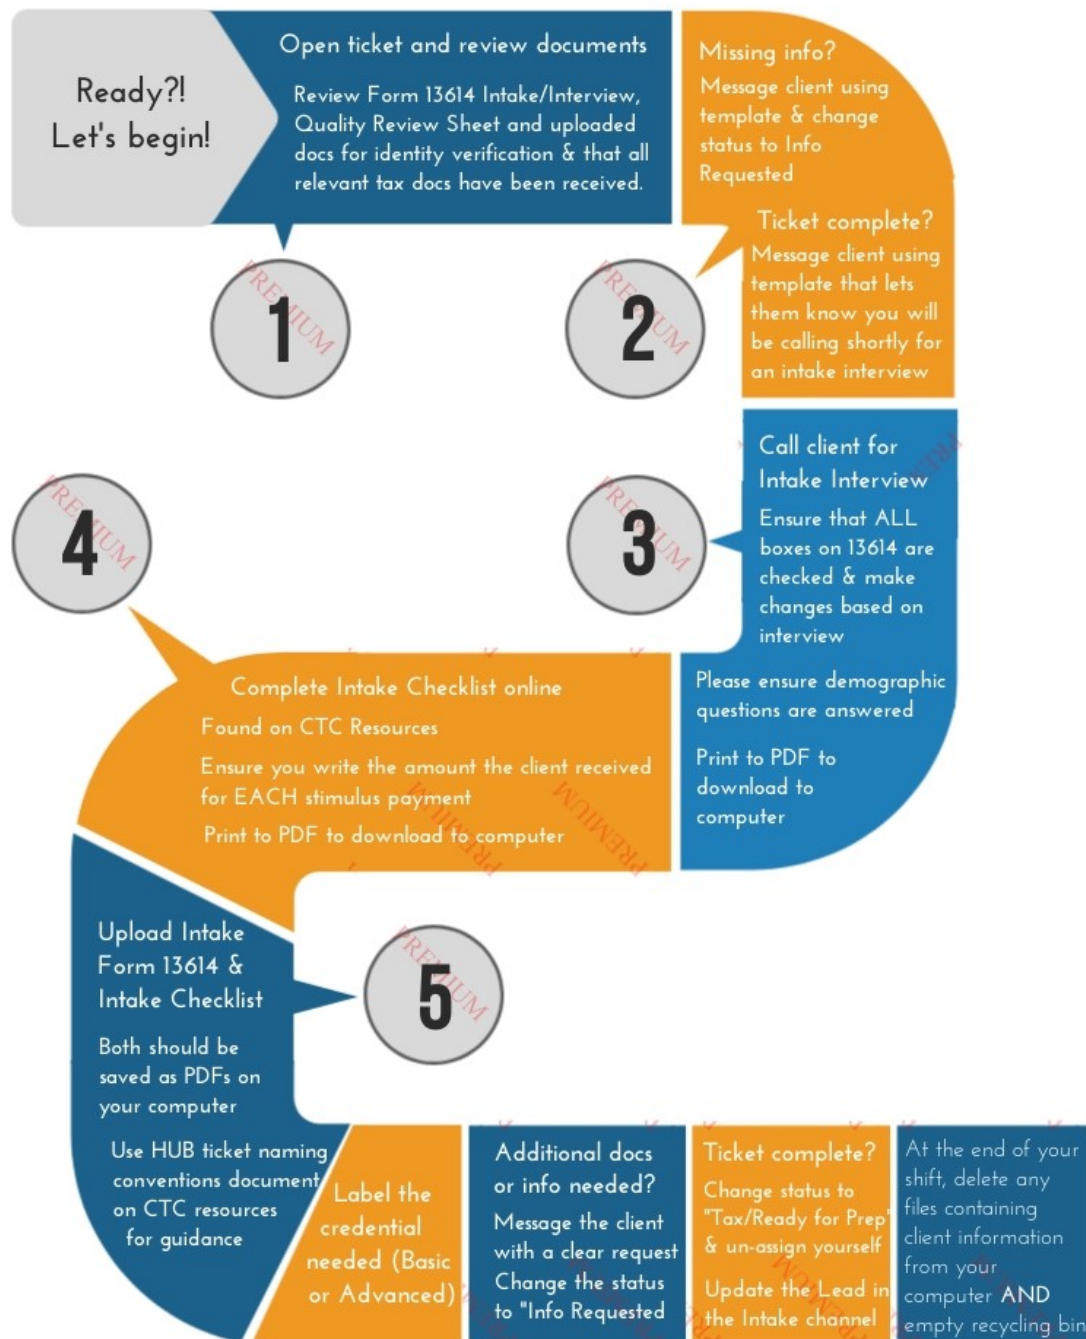 Ready?!
Let's begin!
Open ticket and review documents
Review Form 13614 Intake/Interview,
Quality Review Sheet and uploaded
docs for identity verification & that all
relevant tax docs have been received.
PREMIUM
1
Missing info?
Message client using
template & change
status to Info
Requested
Ticket complete?
Message client using
template that lets
them know you will
be calling shortly for
an intake interview
PREMIUM
2
Call client for
Intake Interview
PREMIUM
Ensure that ALL
boxes on 13614 are
checked & make
changes based on
interview
Please ensure demographic
questions are answered
Print to PDF to
download to
computer
PREMIUM
3
PREMIUM
4
Complete Intake Checklist online
Found on CTC Resources
Ensure you write the amount the client received
for EACH stimulus payment
Print to PDF to download to computer
PREMIUM
PREMIUM
Upload Intake
Form 13614 &
Intake Checklist
Both should be
saved as PDFs on
your computer
Use HUB ticket naming
conventions document
on CTC resources
for guidance
PREMIUM
5
Label the
credential
needed (Basic
or Advanced)
Additional docs
or info needed?
Message the client
with a clear request
Change the status
to "Info Requested
Ticket complete?
Change status to
"Tax/Ready for Prep"
& un-assign yourself
Update the Lead in
the Intake channel
At the end of your
shift, delete any
files containing
client information
from your
computer AND
empty recycling bin